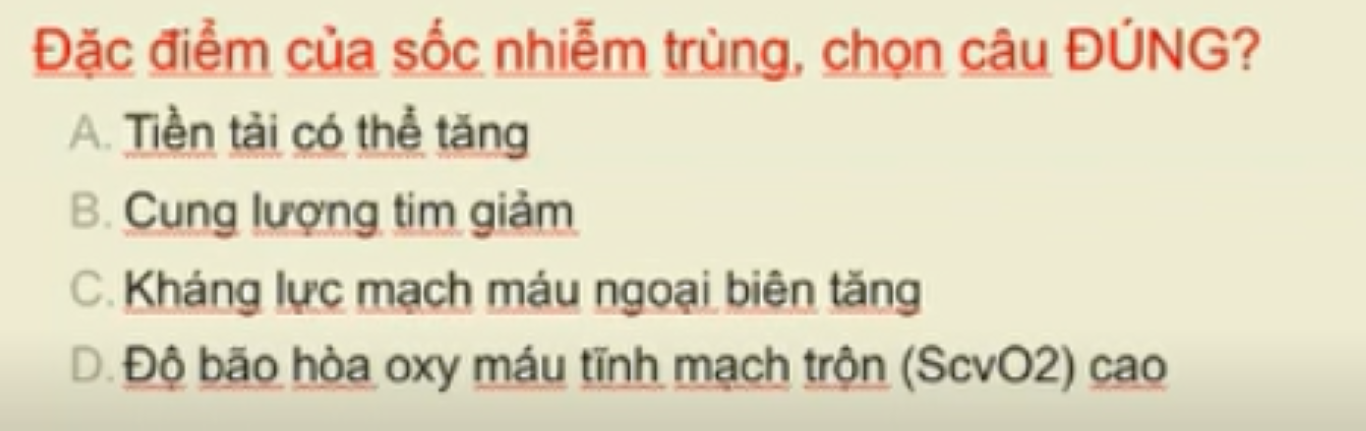 Đặc điểm của sốc nhiễm trùng, chọn câu ĐÚNG?
A. Tiền tải có thể tăng
B. Cung lượng tim giảm
C. Kháng lực mạch máu ngoại biên tăng
D. Độ bão hòa oxy máu tĩnh mạch trộn (ScvO2) cao